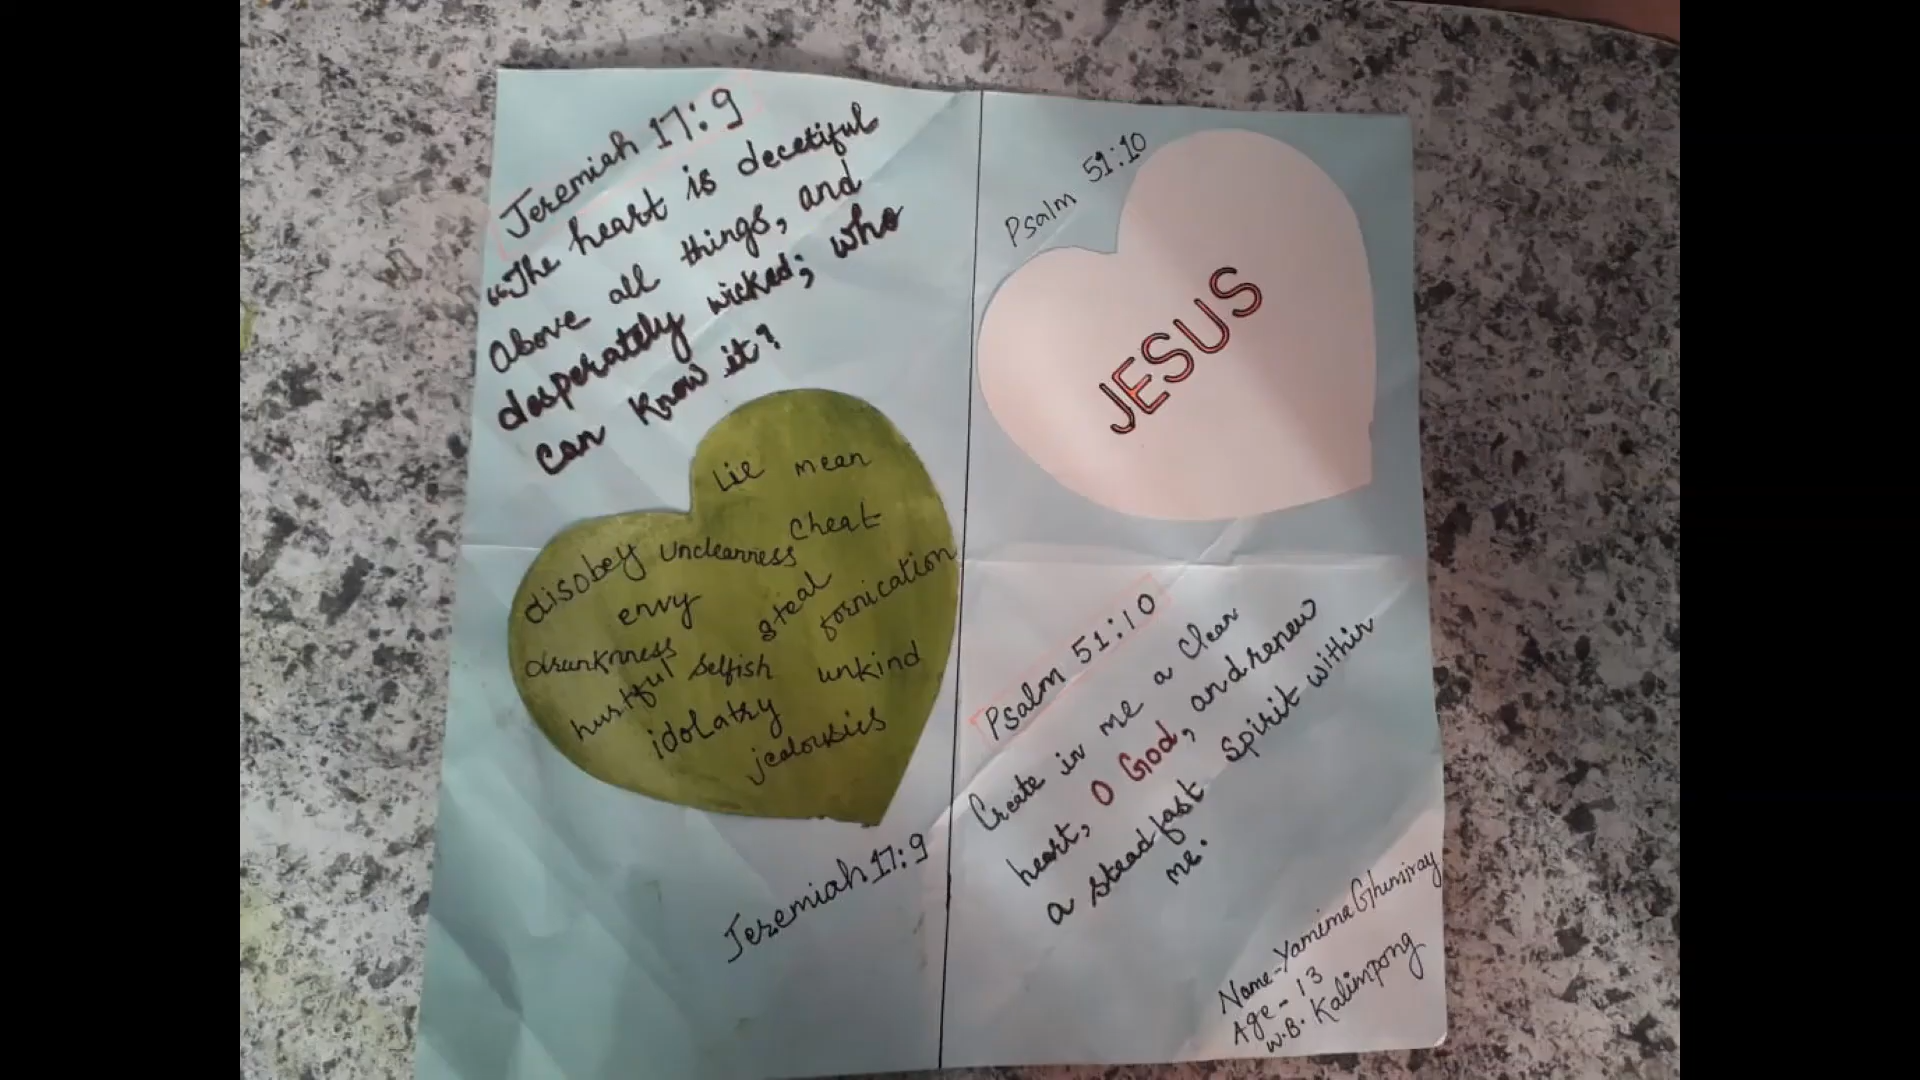 Jeremiah 17:9
"The heart is decetiful
above all things, and
desperately wicked; who
can know it?
Lie mean
cheat
disobey uncleanness
envy steal fornication
drunknness
hurtful selfish unkind
idolatry
jealousies
Jeremiah 17:9
Psalm 51:10
JESUS
Psalm 51:10
Create in me a clean
heart, O God, and renew
a steadfast spirit within
me.
Name-Yamima Ghimiray
Age - 13
W.B. Kalimpong